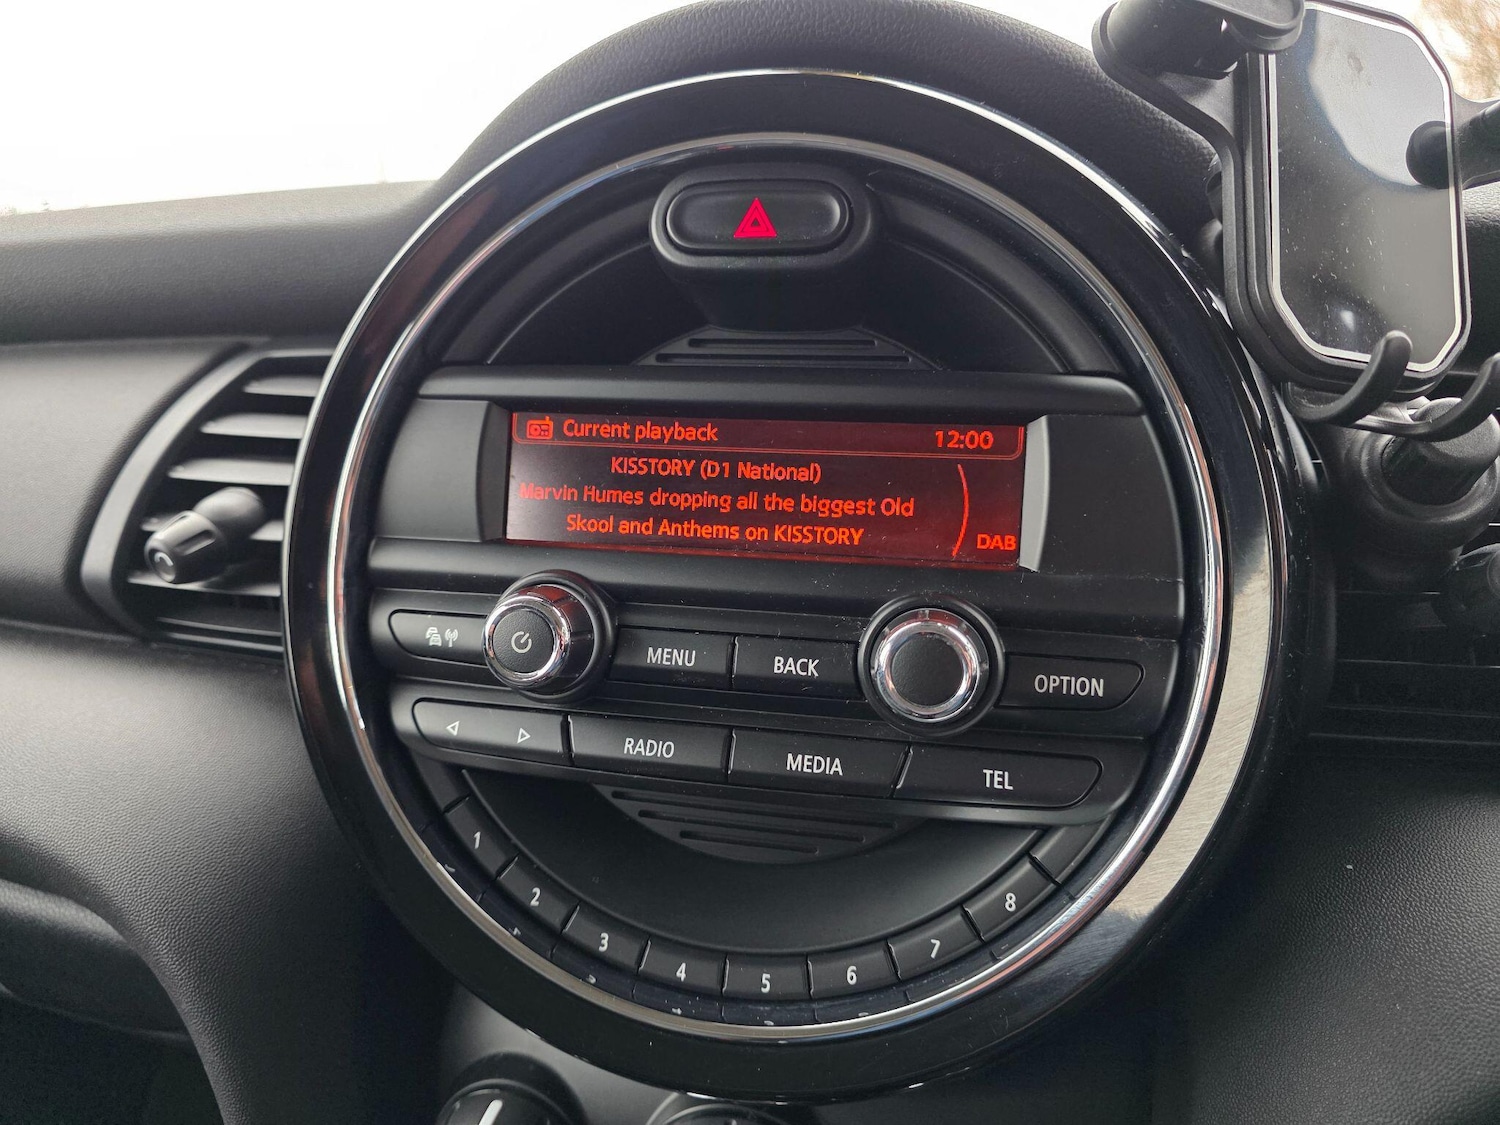 Current playback 12:00
KISSTORY (D1 National)
Marvin Humes dropping all the biggest Old
Skool and Anthems on KISSTORY
DAB
MENU BACK OPTION
RADIO MEDIA TEL
1 2 3 4 5 6 7 8